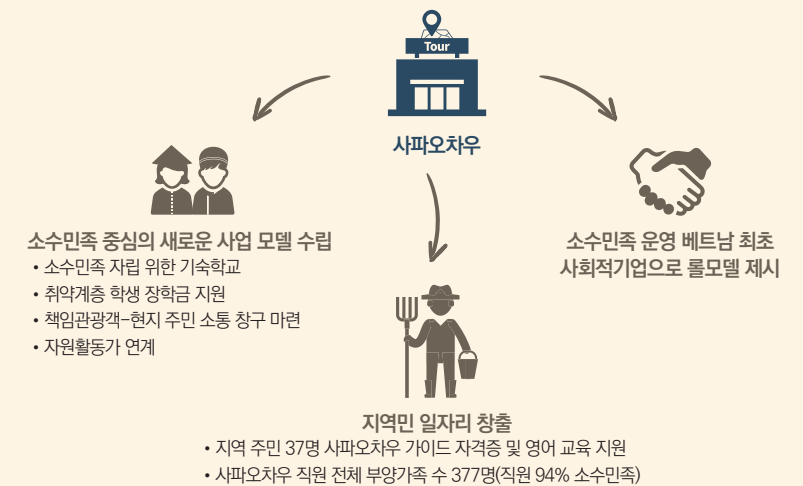 Tour
사파오차우
소수민족 중심의 새로운 사업 모델 수립
• 소수민족 자립 위한 기숙학교
• 취약계층 학생 장학금 지원
• 책임관광객-현지 주민 소통 창구 마련
• 자원활동가 연계
소수민족 운영 베트남 최초
사회적기업으로 롤모델 제시
지역민 일자리 창출
• 지역 주민 37명 사파오차우 가이드 자격증 및 영어 교육 지원
• 사파오차우 직원 전체 부양가족 수 377명(직원 94% 소수민족)